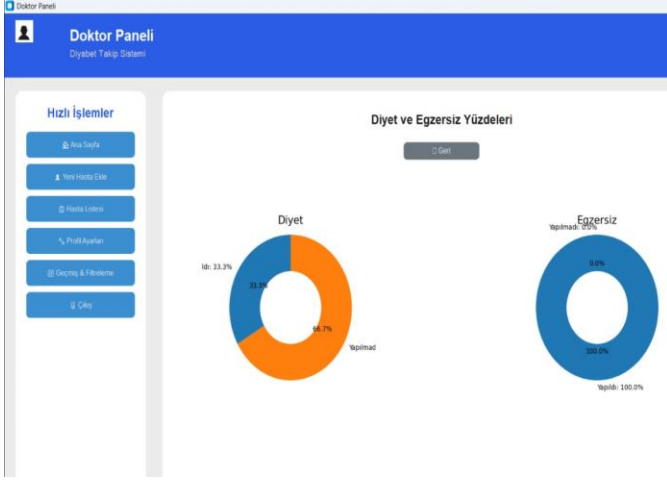 Doktor Paneli
Doktor Paneli
Diyabet Takip Sistemi
Hızlı İşlemler
Ana Sayfa
Yeni Hasta Ekle
Hasta Listesi
Profil Ayarları
Geçmiş & Filtreleme
Çıkış
Diyet ve Egzersiz Yüzdeleri
Geri
Diyet
ldı: 33.3%
33.3%
66.7%
Yapılmad
Egzersiz
Yapılmadı: 0.0%
0.0%
100.0%
Yapıldı: 100.0%